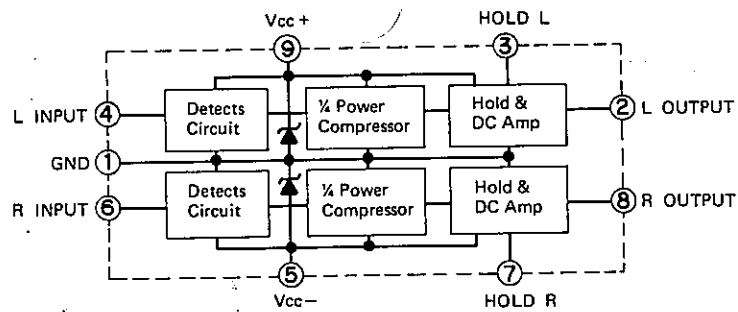 Vcc+
HOLD L
9
3
L INPUT 4
Detects
Circuit
¼ Power
Compressor
Hold &
DC Amp
2 L OUTPUT
GND 1
R INPUT 6
Detects
Circuit
¼ Power
Compressor
Hold &
DC Amp
8 R OUTPUT
5
7
Vcc−
HOLD R